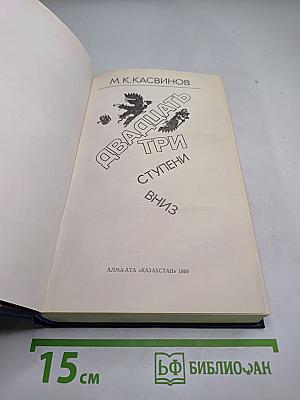 М.К.КАСВИНОВ
ДВАДЦАТЬ
ТРИ
СТУПЕНИ
ВНИЗ
АЛМА-АТА «КАЗАХСТАН» 1989
15 см
БФ БИБЛИОФАН